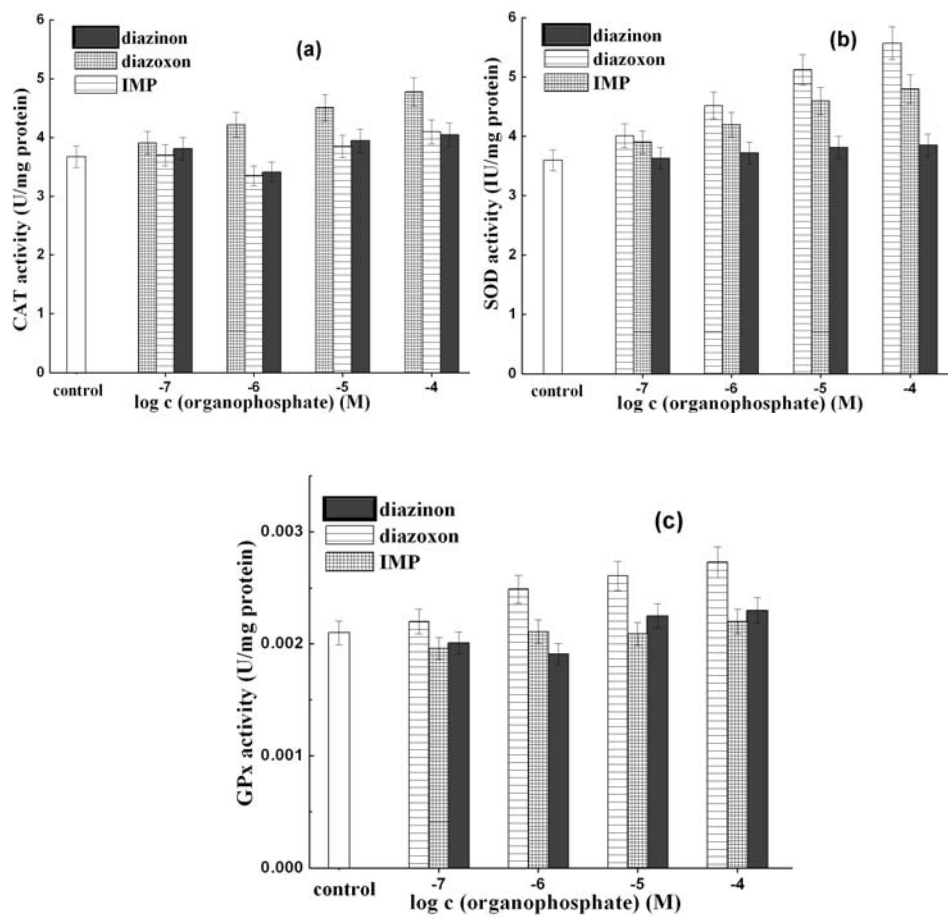 6
5
4
3
2
1
0
CAT activity (U/mg protein)
diazinon
diazoxon
IMP
(a)
control
-7
-6
-5
-4
log c (organophosphate) (M)
6
5
4
3
2
1
0
SOD activity (IU/mg protein)
diazinon
diazoxon
IMP
(b)
control
-7
-6
-5
-4
log c (organophosphate) (M)
0.003
0.002
0.001
0.000
GPx activity (U/mg protein)
diazinon
diazoxon
IMP
(c)
control
-7
-6
-5
-4
log c (organophosphate) (M)